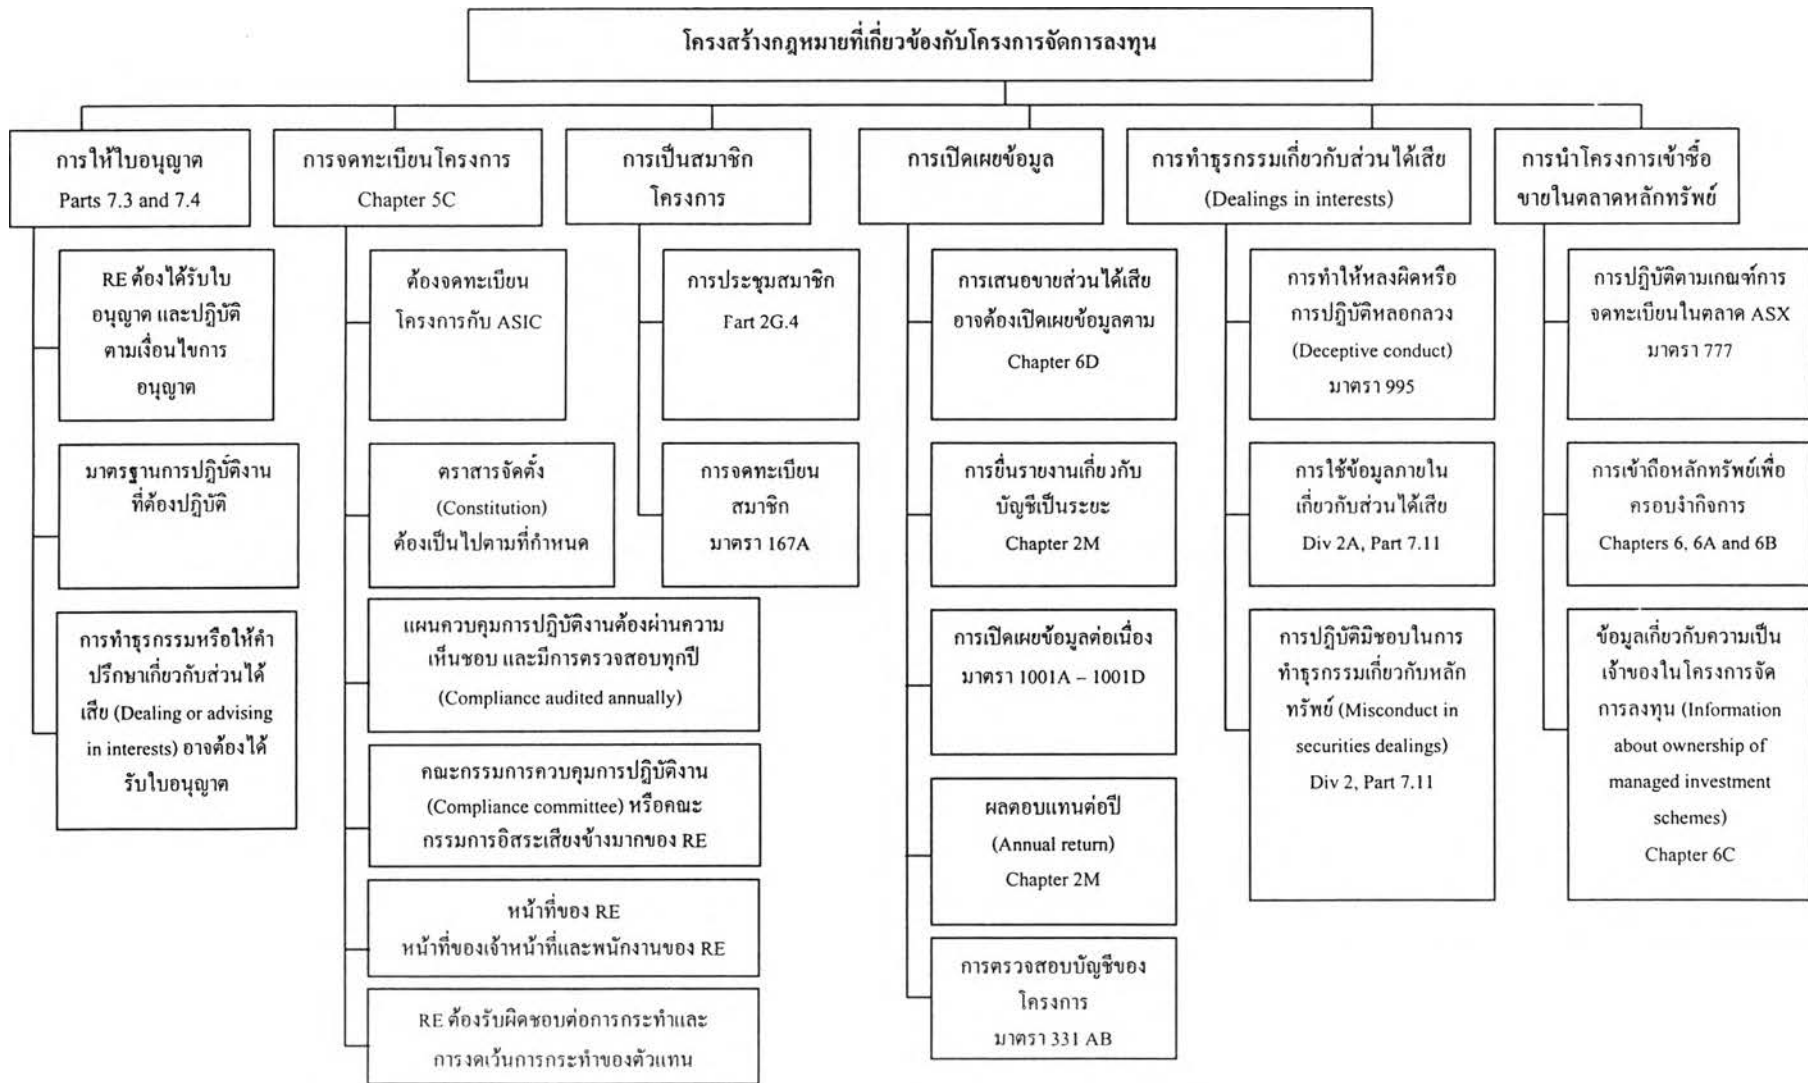 โครงสร้างกฎหมายที่เกี่ยวข้องกับโครงการจัดการลงทุน
การให้ใบอนุญาต
Parts 7.3 and 7.4
RE ต้องได้รับใบ
อนุญาต และปฏิบัติ
ตามเงื่อนไขการ
อนุญาต
มาตรฐานการปฏิบัติงาน
ที่ต้องปฏิบัติ
การทำธุรกรรมหรือให้คำ
ปรึกษาเกี่ยวกับส่วนได้
เสีย (Dealing or advising
in interests) อาจต้องได้
รับใบอนุญาต
การจดทะเบียนโครงการ
Chapter 5C
ต้องจดทะเบียน
โครงการกับ ASIC
ตราสารจัดตั้ง
(Constitution)
ต้องเป็นไปตามที่กำหนด
แผนควบคุมการปฏิบัติงานต้องผ่านความ
เห็นชอบ และมีการตรวจสอบทุกปี
(Compliance audited annually)
คณะกรรมการควบคุมการปฏิบัติงาน
(Compliance committee) หรือคณะ
กรรมการอิสระเสียงข้างมากของ RE
หน้าที่ของ RE
หน้าที่ของเจ้าหน้าที่และพนักงานของ RE
RE ต้องรับผิดชอบต่อการกระทำและ
การงดเว้นการกระทำของตัวแทน
การเป็นสมาชิก
โครงการ
การประชุมสมาชิก
Part 2G.4
การจดทะเบียน
สมาชิก
มาตรา 167A
การเปิดเผยข้อมูล
การเสนอขายส่วนได้เสีย
อาจต้องเปิดเผยข้อมูลตาม
Chapter 6D
การยื่นรายงานเกี่ยวกับ
บัญชีเป็นระยะ
Chapter 2M
การเปิดเผยข้อมูลต่อเนื่อง
มาตรา 1001A – 1001D
ผลตอบแทนต่อปี
(Annual return)
Chapter 2M
การตรวจสอบบัญชีของ
โครงการ
มาตรา 331 AB
การทำธุรกรรมเกี่ยวกับส่วนได้เสีย
(Dealings in interests)
การทำให้หลงผิดหรือ
การปฏิบัติหลอกลวง
(Deceptive conduct)
มาตรา 995
การใช้ข้อมูลภายใน
เกี่ยวกับส่วนได้เสีย
Div 2A, Part 7.11
การปฏิบัติมิชอบในการ
ทำธุรกรรมเกี่ยวกับหลัก
ทรัพย์ (Misconduct in
securities dealings)
Div 2, Part 7.11
การนำโครงการเข้าซื้อ
ขายในตลาดหลักทรัพย์
การปฏิบัติตามเกณฑ์การ
จดทะเบียนในตลาด ASX
มาตรา 777
การเข้าถือหลักทรัพย์เพื่อ
ครอบงำกิจการ
Chapters 6, 6A and 6B
ข้อมูลเกี่ยวกับความเป็น
เจ้าของในโครงการจัด
การลงทุน (Information
about ownership of
managed investment
schemes)
Chapter 6C